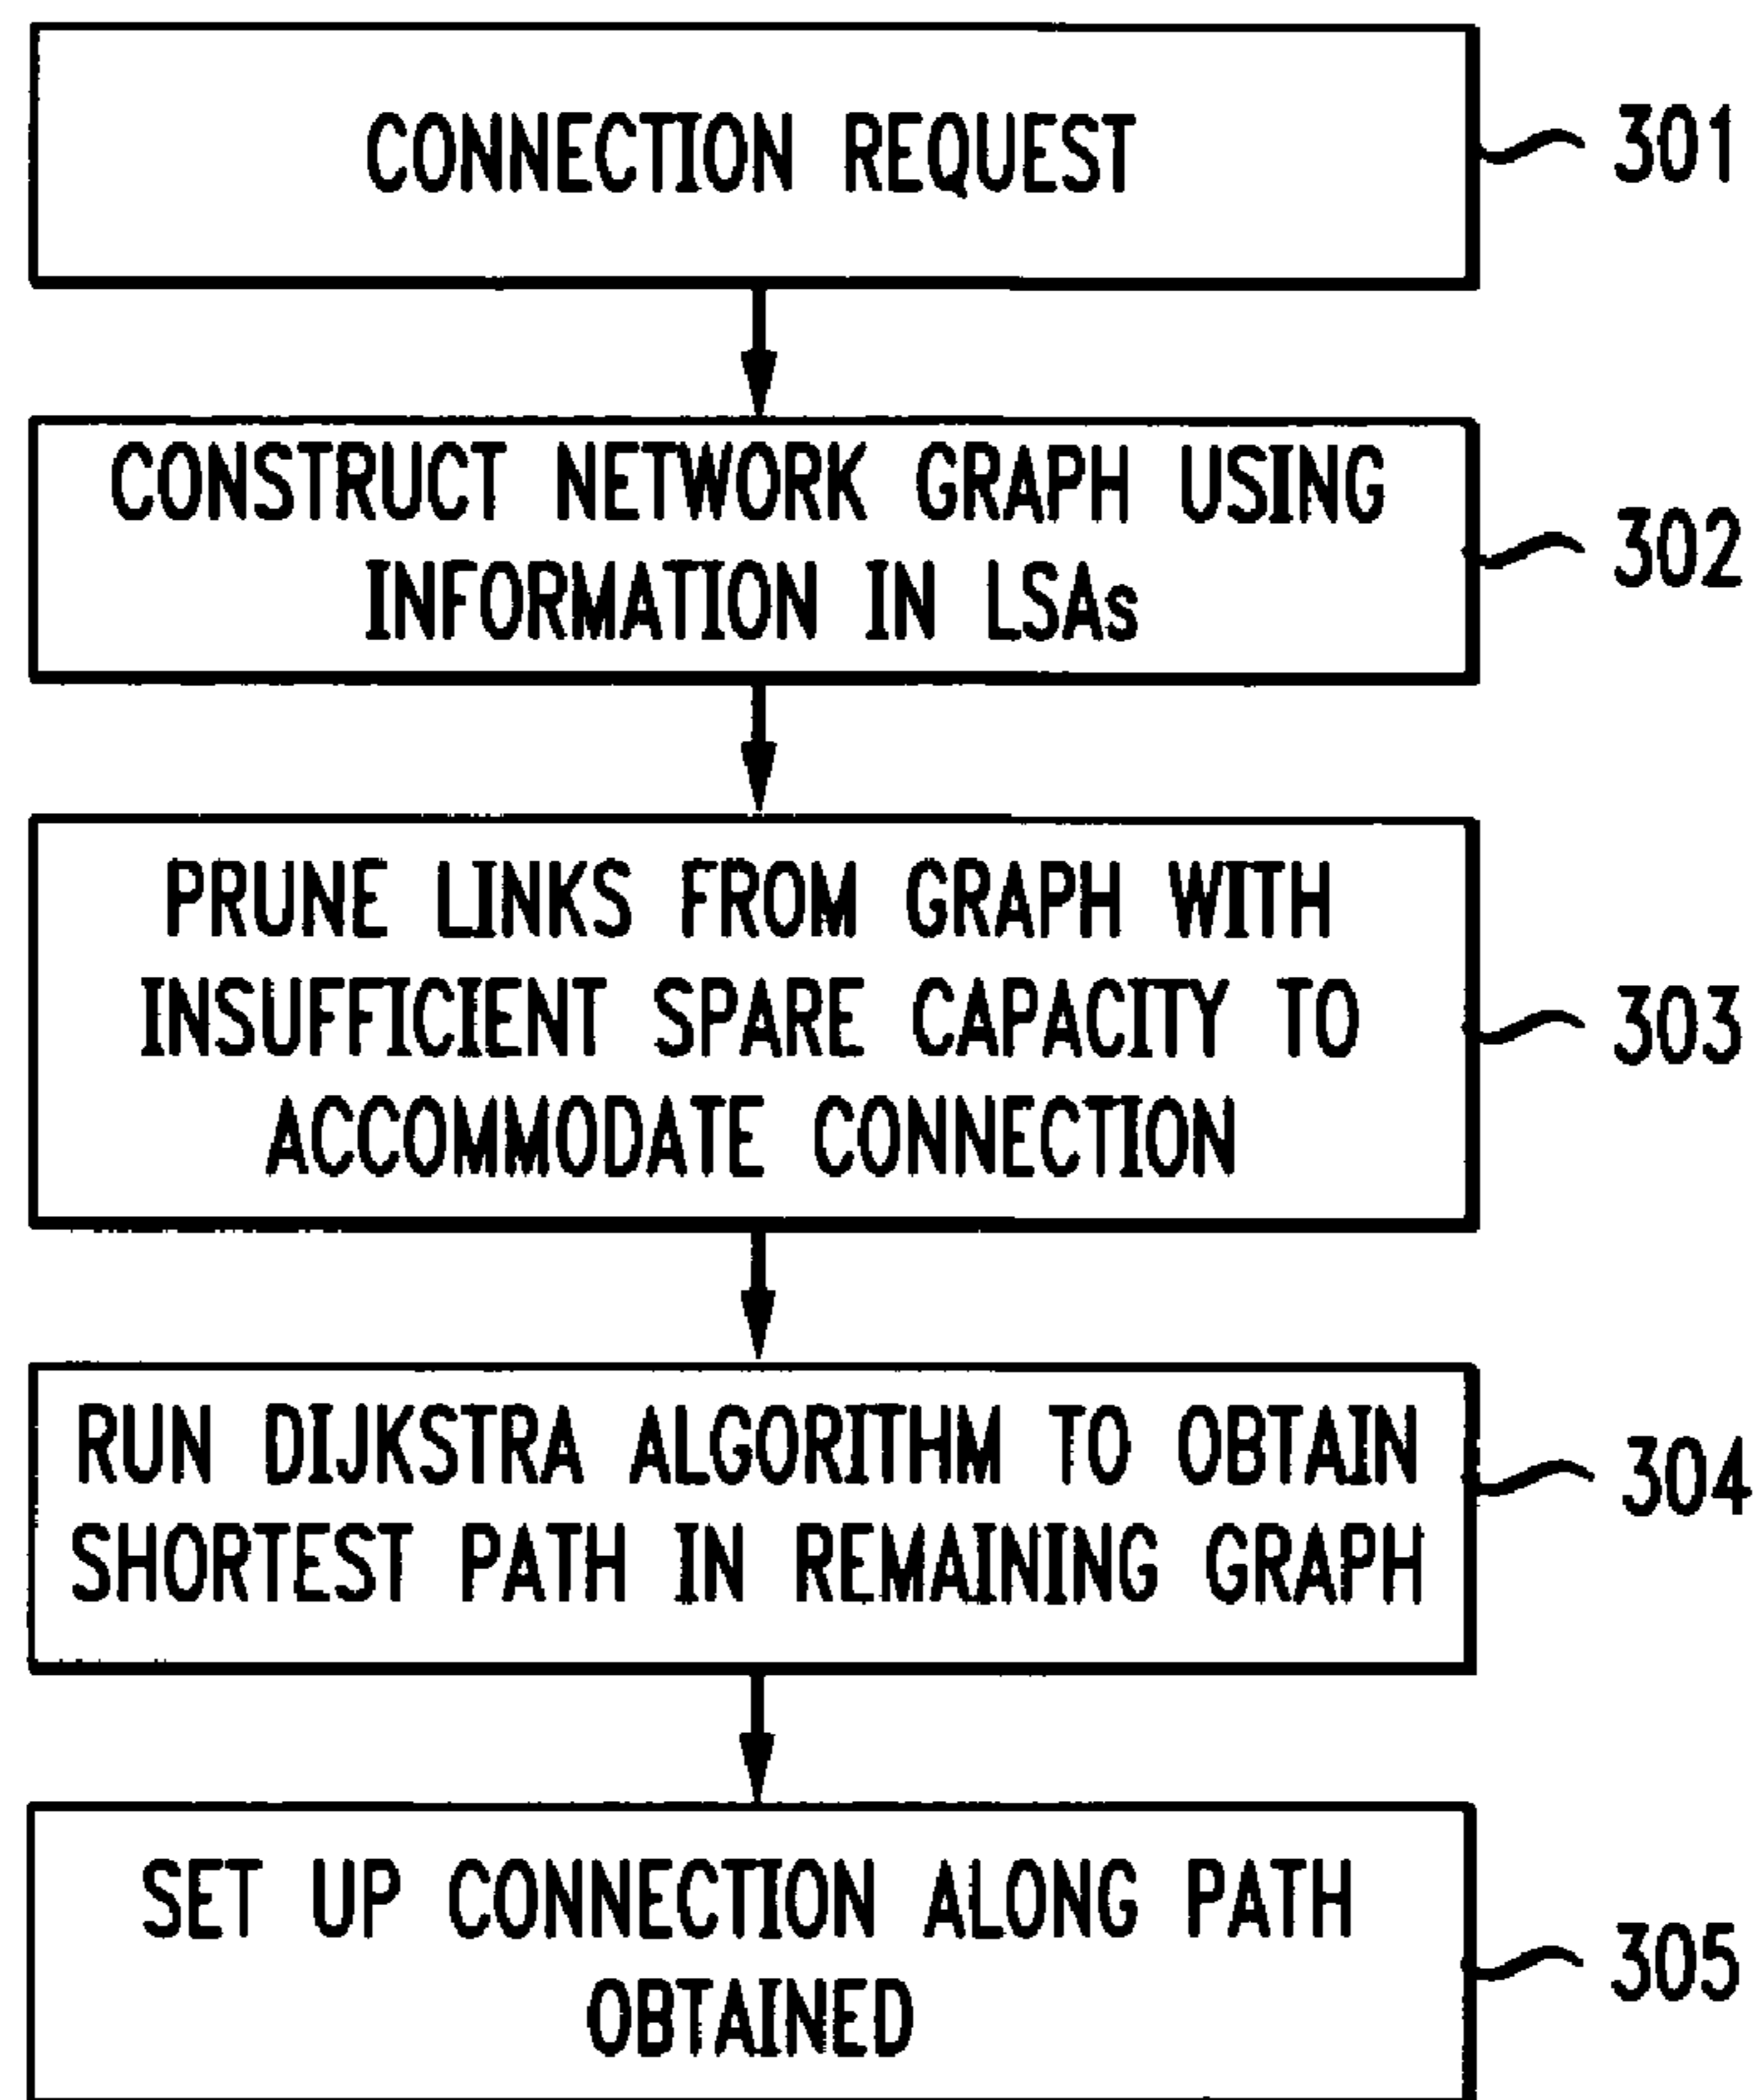 CONNECTION REQUEST
301
CONSTRUCT NETWORK GRAPH USING
INFORMATION IN LSAs
302
PRUNE LINKS FROM GRAPH WITH
INSUFFICIENT SPARE CAPACITY TO
ACCOMMODATE CONNECTION
303
RUN DIJKSTRA ALGORITHM TO OBTAIN
SHORTEST PATH IN REMAINING GRAPH
304
SET UP CONNECTION ALONG PATH
OBTAINED
305